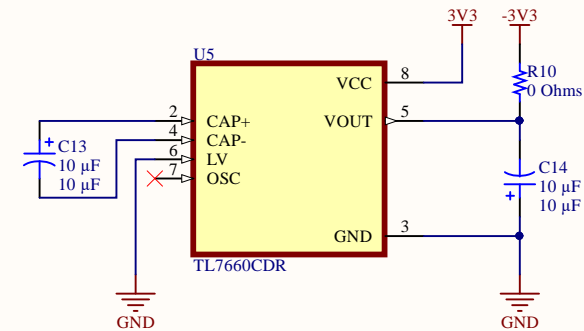 3V3
-3V3
U5
R10
0 Ohms
VCC
8
2
CAP+
VOUT
5
4
CAP-
C13
10 µF
10 µF
6
LV
7
OSC
C14
10 µF
10 µF
GND
3
TL7660CDR
GND
GND